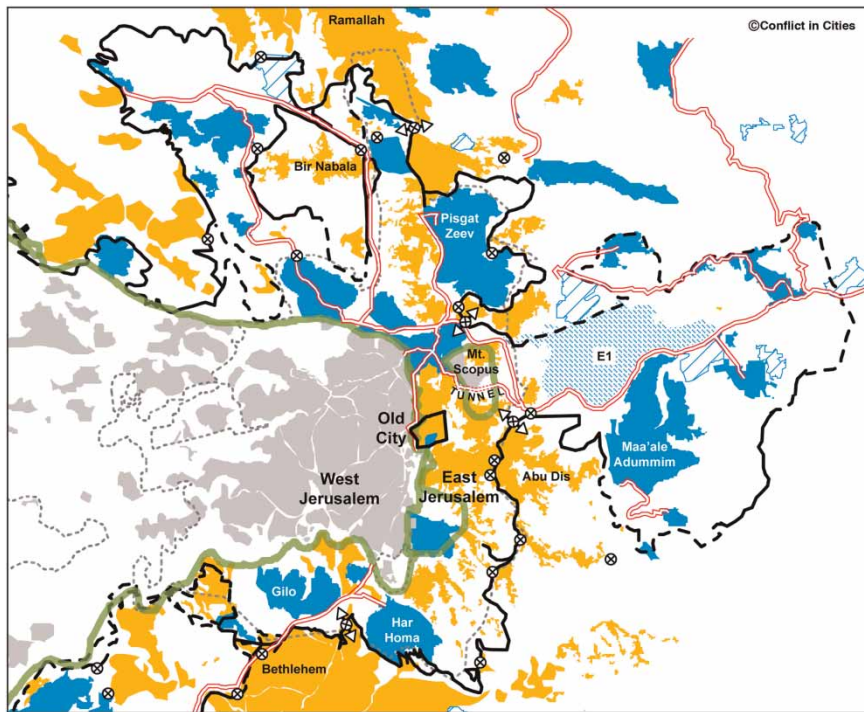 Ramallah
©Conflict in Cities
Bir Nabala
Pisgat
Zeev
E1
Mt.
Scopus
TUNNEL
Old
City
Maa'ale
Adummim
West
Jerusalem
East
Jerusalem
Abu Dis
Gilo
Har
Homa
Bethlehem